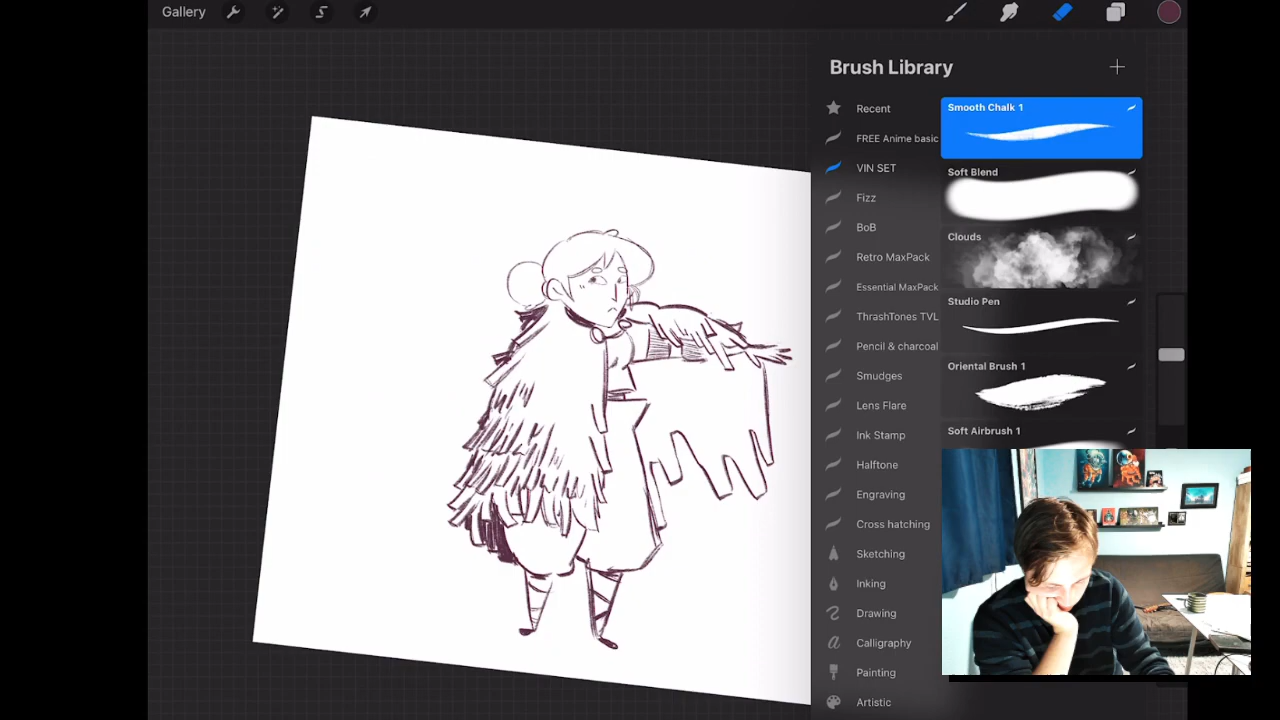 Gallery
Brush Library
Recent
FREE Anime basic
VIN SET
Fizz
BoB
Retro MaxPack
Essential MaxPack
ThrashTones TVL
Pencil & charcoal
Smudges
Lens Flare
Ink Stamp
Halftone
Engraving
Cross hatching
Sketching
Inking
Drawing
Calligraphy
Painting
Artistic
Smooth Chalk 1
Soft Blend
Clouds
Studio Pen
Oriental Brush 1
Soft Airbrush 1